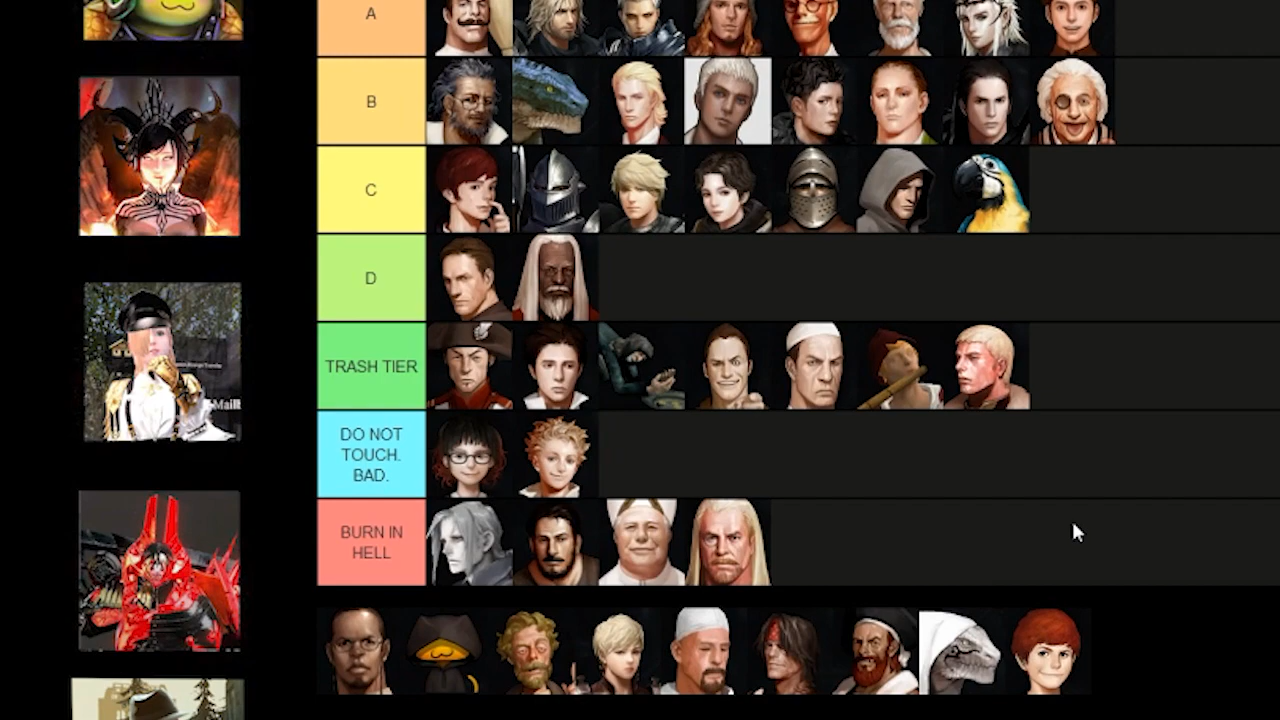 A
B
C
D
TRASH TIER
DO NOT
TOUCH.
BAD.
BURN IN
HELL